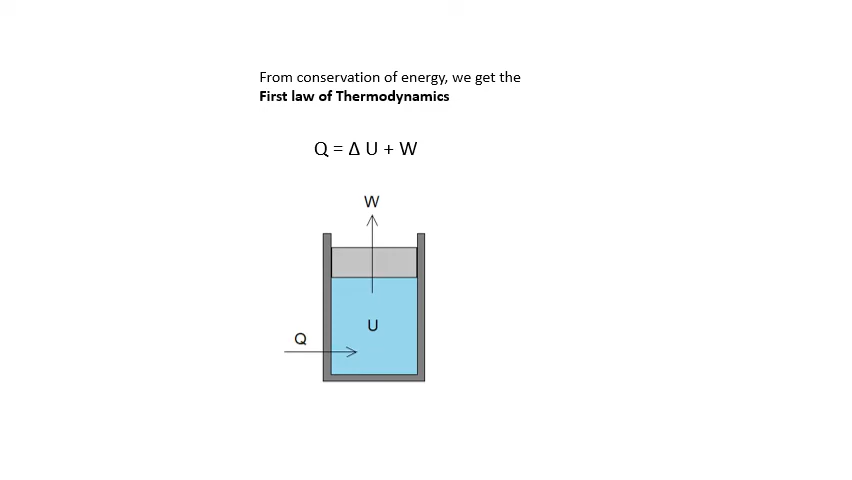 From conservation of energy, we get the
First law of Thermodynamics
Q = Δ U + W
W
U
Q